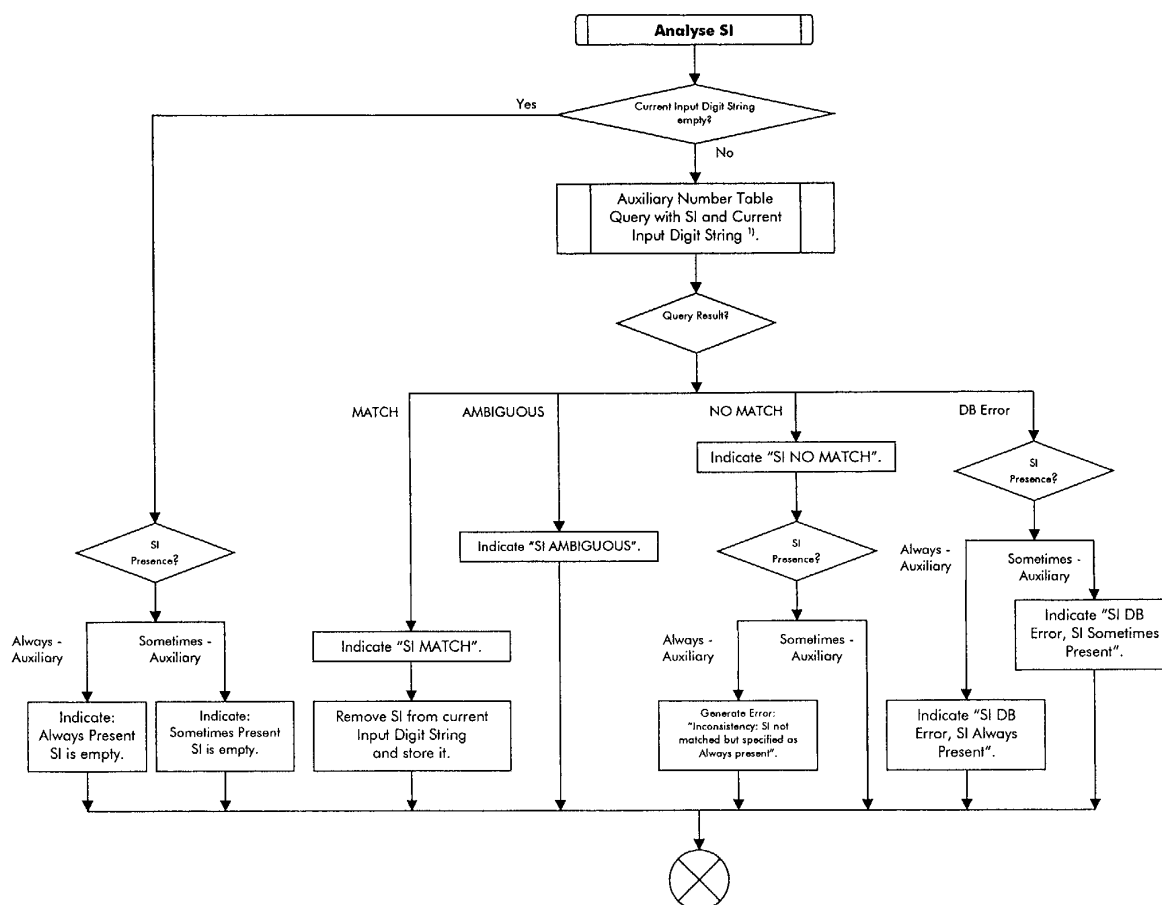 Analyse SI
Current Input Digit String
empty?
Yes
No
Auxiliary Number Table
Query with SI and Current
Input Digit String 1).
Query Result?
MATCH
AMBIGUOUS
NO MATCH
DB Error
Indicate "SI NO MATCH".
SI
Presence?
SI
Presence?
Indicate "SI AMBIGUOUS".
SI
Presence?
Always -
Auxiliary
Sometimes -
Auxiliary
Indicate "SI DB
Error, SI Sometimes
Present".
Always -
Auxiliary
Sometimes -
Auxiliary
Indicate "SI MATCH".
Always -
Auxiliary
Sometimes -
Auxiliary
Indicate:
Always Present
SI is empty.
Indicate:
Sometimes Present
SI is empty.
Remove SI from current
Input Digit String
and store it.
Generate Error:
"Inconsistency: SI not
matched but specified as
Always present".
Indicate "SI DB
Error, SI Always
Present".